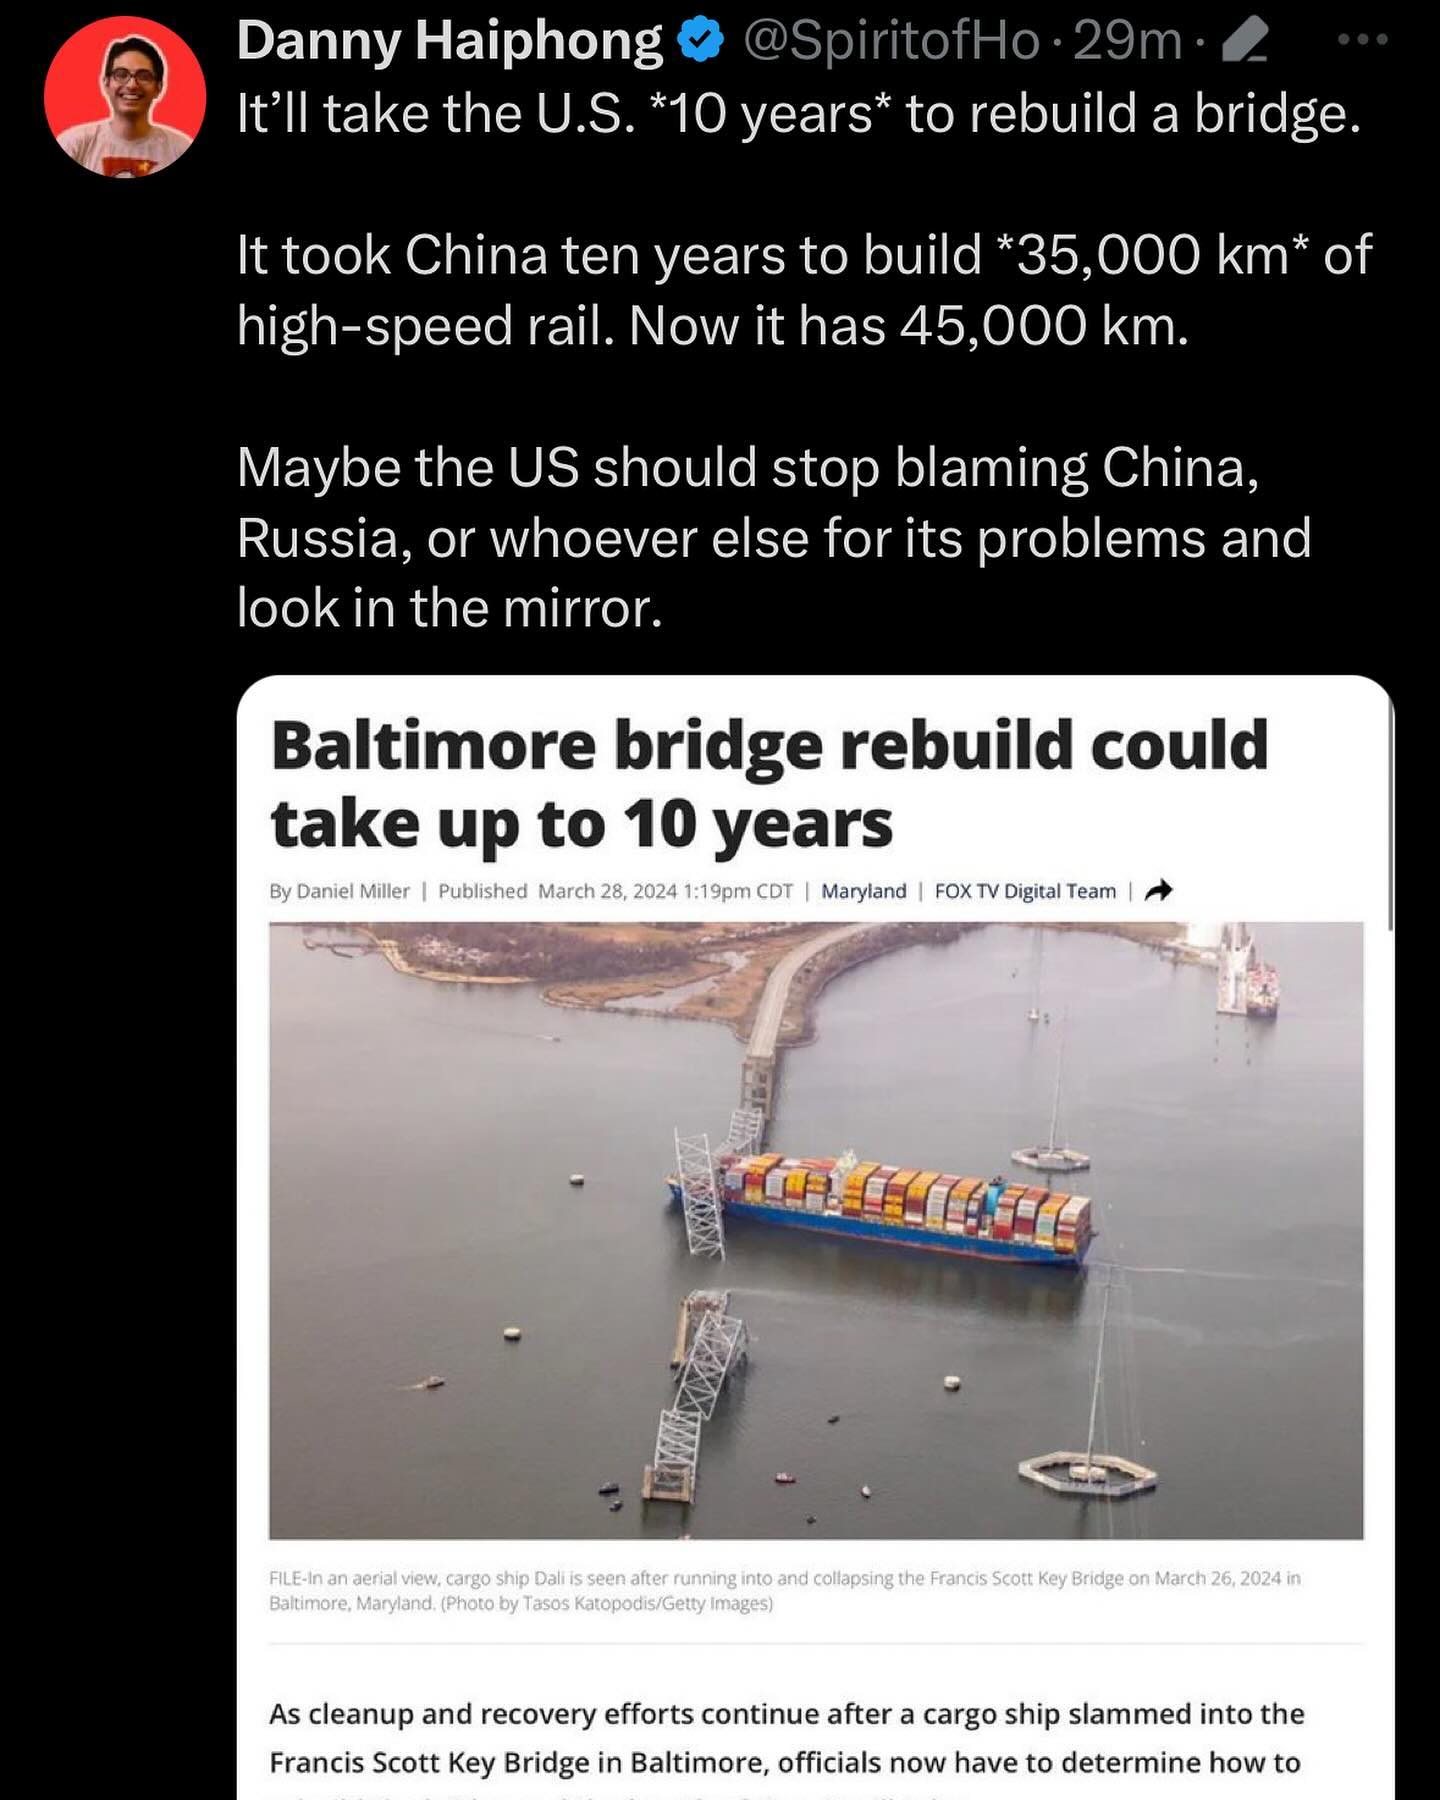 Danny Haiphong @SpiritofHo · 29m ·
It’ll take the U.S. *10 years* to rebuild a bridge.
It took China ten years to build *35,000 km* of
high-speed rail. Now it has 45,000 km.
Maybe the US should stop blaming China,
Russia, or whoever else for its problems and
look in the mirror.
Baltimore bridge rebuild could
take up to 10 years
By Daniel Miller | Published March 28, 2024 1:19pm CDT | Maryland | FOX TV Digital Team |
FILE-In an aerial view, cargo ship Dali is seen after running into and collapsing the Francis Scott Key Bridge on March 26, 2024 in
Baltimore, Maryland. (Photo by Tasos Katopodis/Getty Images)
As cleanup and recovery efforts continue after a cargo ship slammed into the
Francis Scott Key Bridge in Baltimore, officials now have to determine how to